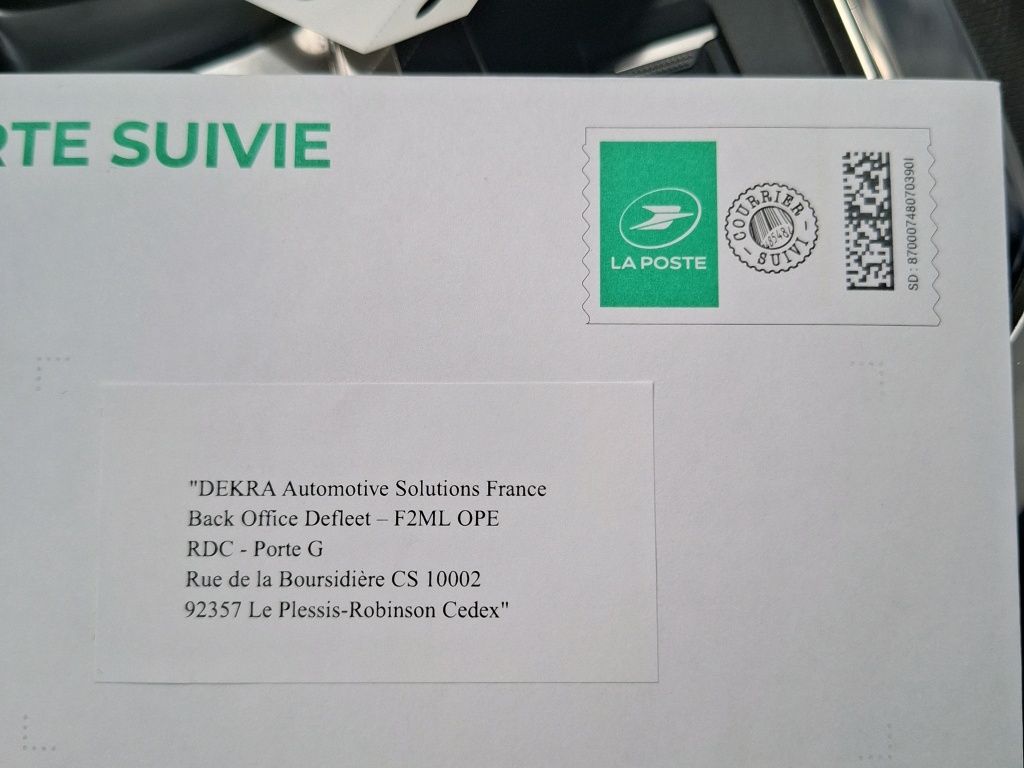 RTE SUIVIE
LA POSTE
COURRIER
SUIVI
SD : 87000748070390I
"DEKRA Automotive Solutions France
Back Office Defleet – F2ML OPE
RDC - Porte G
Rue de la Boursidière CS 10002
92357 Le Plessis-Robinson Cedex"